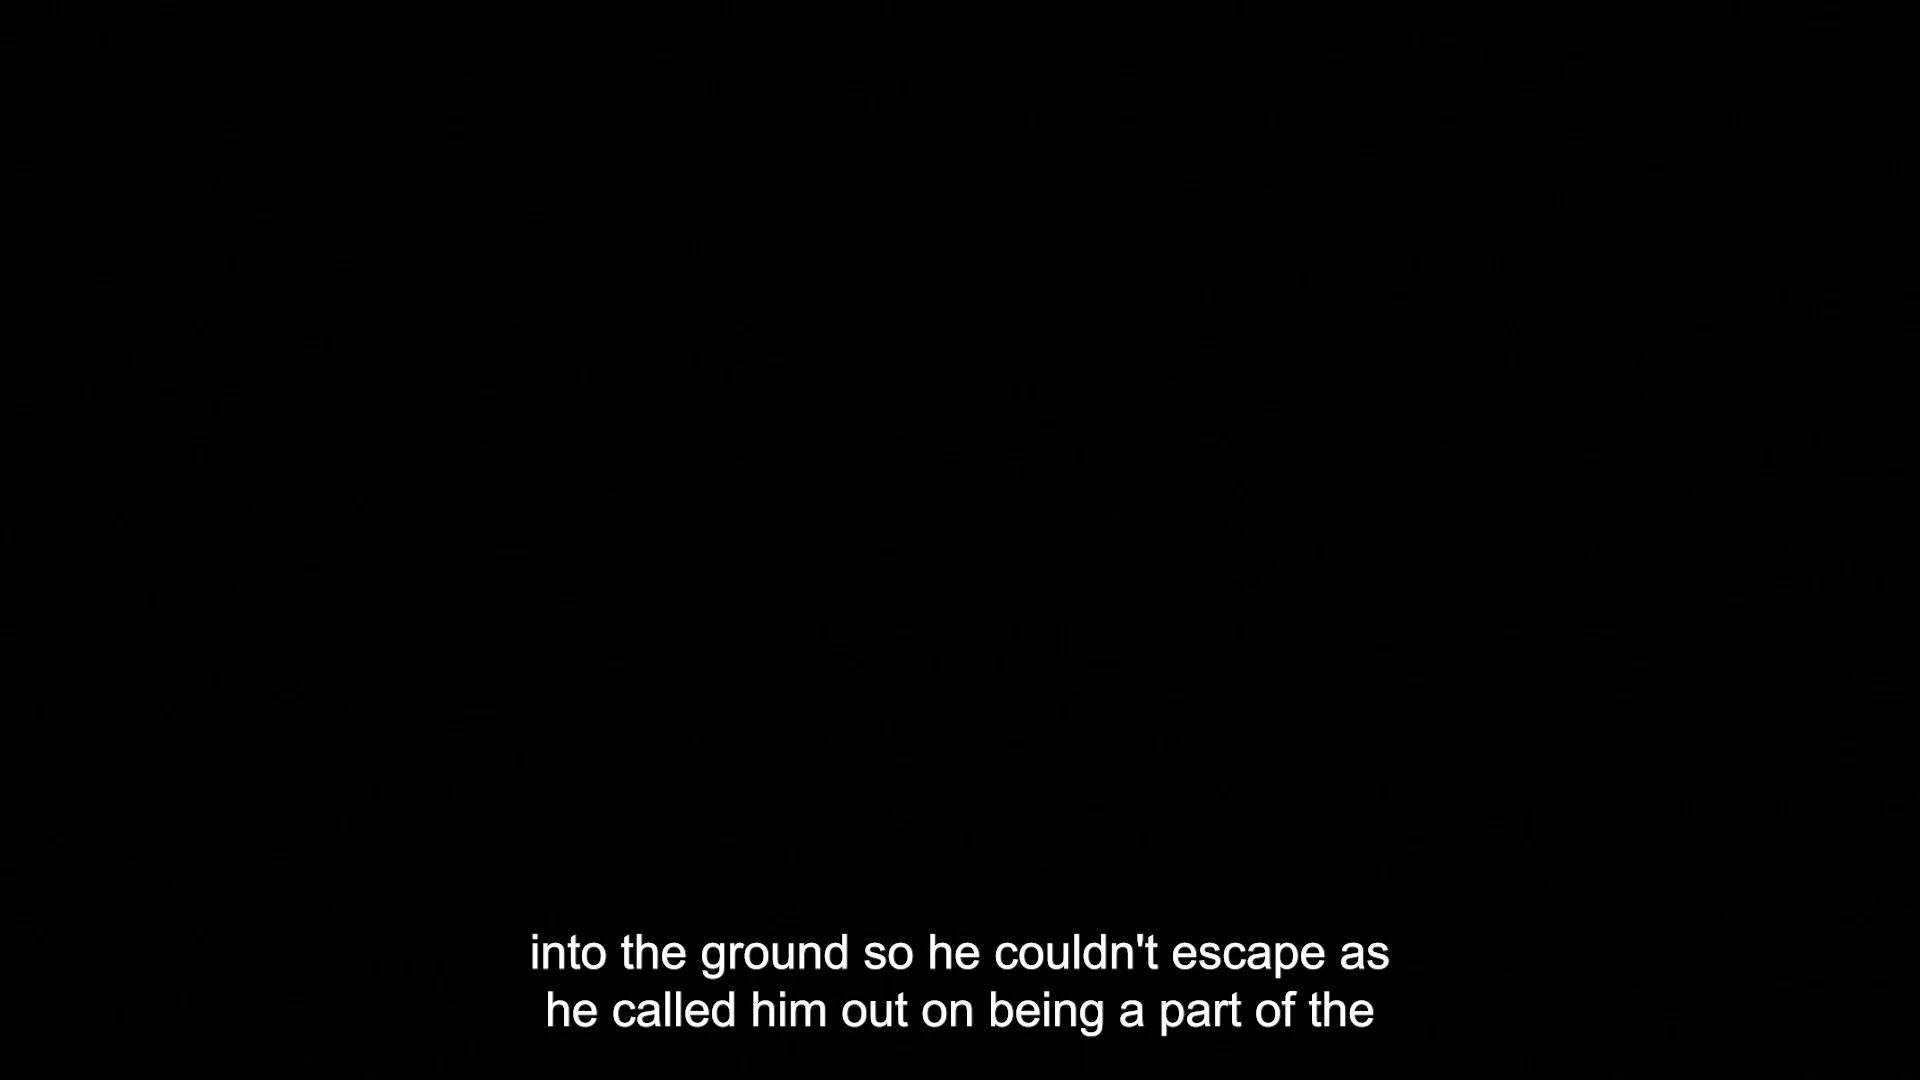 into the ground so he couldn't escape as
he called him out on being a part of the